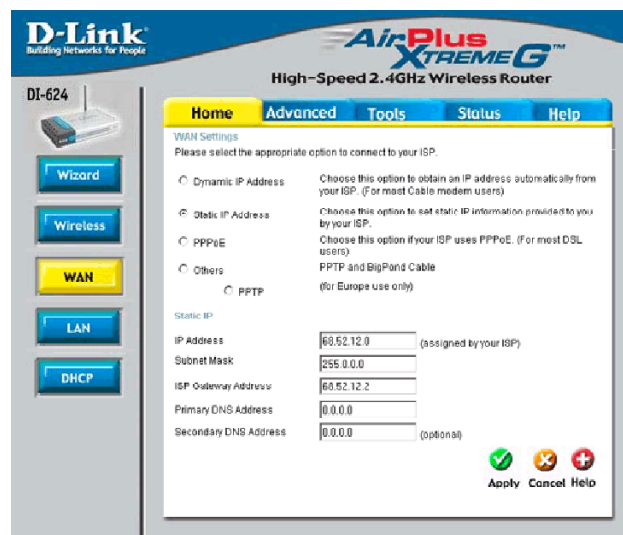 D-Link
Building Networks for People
AirPlus
XTREME G™
High-Speed 2.4GHz Wireless Router
DI-624
Home Advanced Tools Status Help
Wizard
Wireless
WAN
LAN
DHCP
WAN Settings
Please select the appropriate option to connect to your ISP.
Dynamic IP Address Choose this option to obtain an IP address automatically from
your ISP. (For most Cable modem users)
Static IP Address Choose this option to set static IP information provided to you
by your ISP.
PPPoE Choose this option if your ISP uses PPPoE. (For most DSL
users)
Others PPTP and BigPond Cable
PPTP (for Europe use only)
Static IP
IP Address 68.52.12.0 (assigned by your ISP)
Subnet Mask 255.0.0.0
ISP Gateway Address 68.52.12.2
Primary DNS Address 0.0.0.0
Secondary DNS Address 0.0.0.0 (optional)
Apply Cancel Help